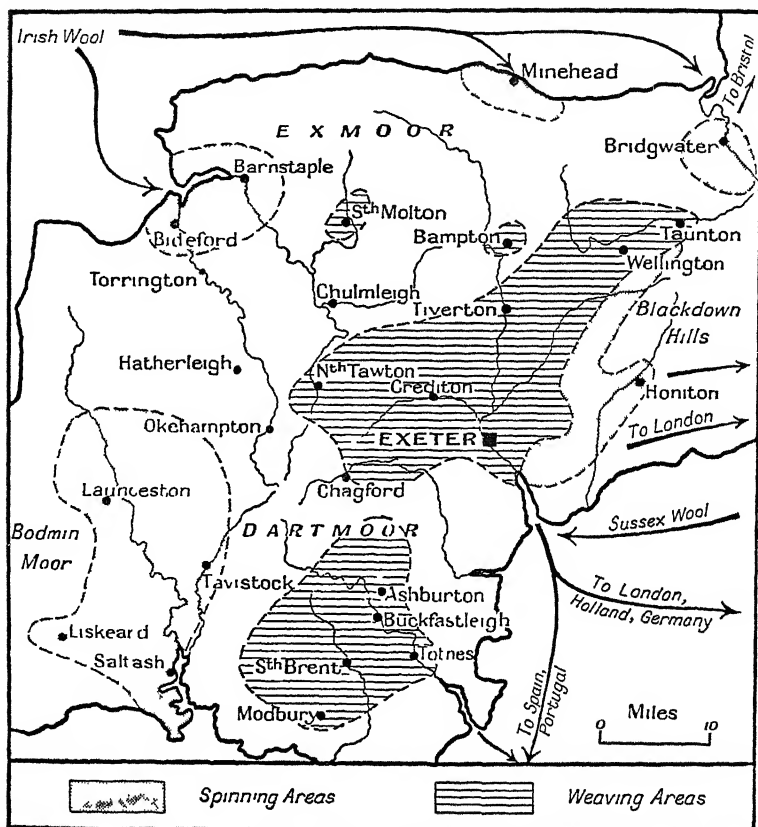 Irish Wool
Minehead
To Bristol
EXMOOR
Bridgwater
Barnstaple
Sth Molton
Bideford
Bampton
Taunton
Wellington
Torrington
Chulmleigh
Tiverton
Blackdown
Hills
Hatherleigh
Nth Tawton
Crediton
Honiton
Okehampton
EXETER
To London
Launceston
Chagford
Sussex Wool
Bodmin
Moor
DARTMOOR
Tavistock
Ashburton
To London,
Holland, Germany
Buckfastleigh
Liskeard
Saltash
Sth Brent
Totnes
To Spain,
Portugal
Modbury
0 Miles 10
Spinning Areas
Weaving Areas